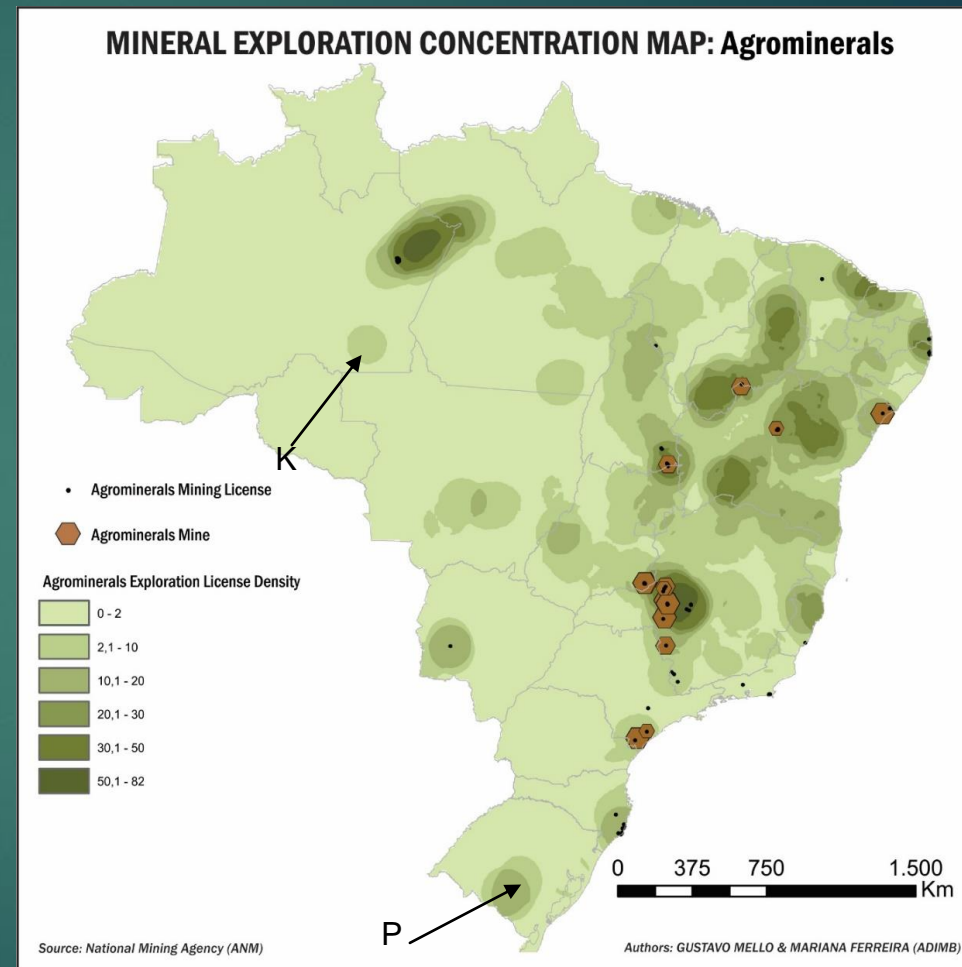 MINERAL EXPLORATION CONCENTRATION MAP: Agrominerals
K
Agrominerals Mining License
Agrominerals Mine
Agrominerals Exploration License Density
0 - 2
2,1 - 10
10,1 - 20
20,1 - 30
30,1 - 50
50,1 - 82
0 375 750 1.500
Km
P
Source: National Mining Agency (ANM)
Authors: GUSTAVO MELLO & MARIANA FERREIRA (ADIMB)